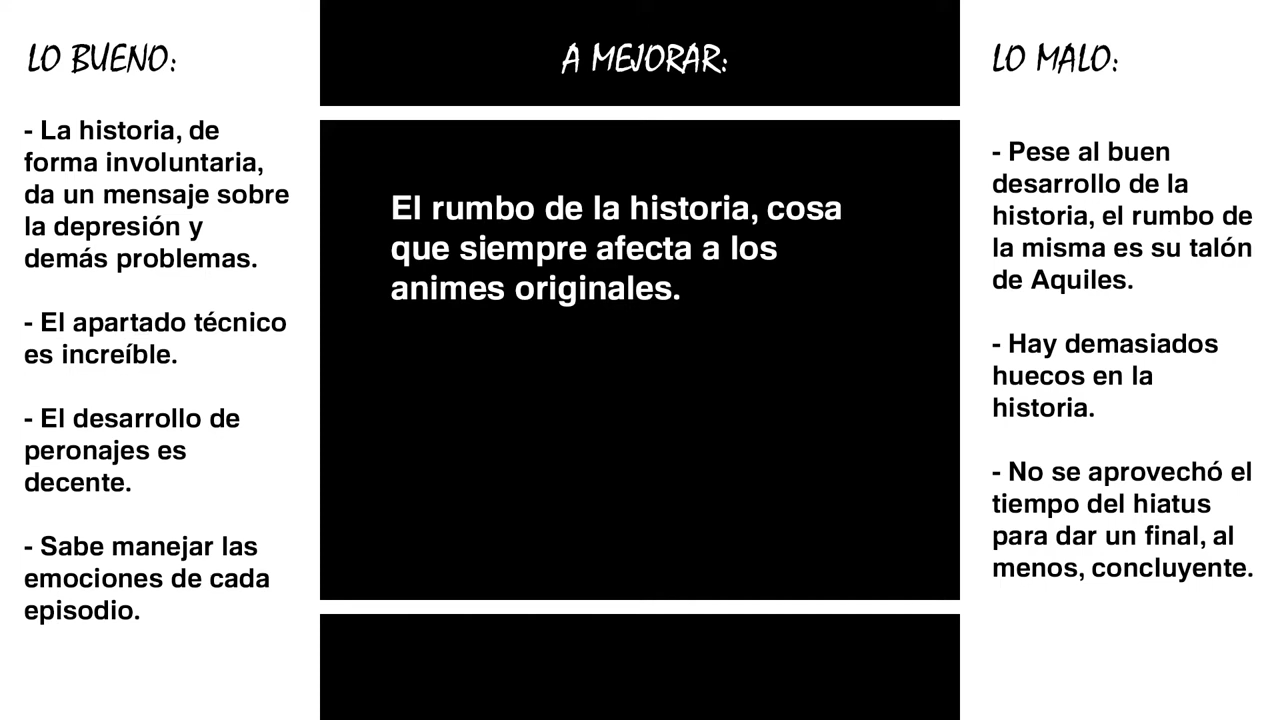 LO BUENO:
- La historia, de
forma involuntaria,
da un mensaje sobre
la depresión y
demás problemas.
- El apartado técnico
es increíble.
- El desarrollo de
peronajes es
decente.
- Sabe manejar las
emociones de cada
episodio.
A MEJORAR:
El rumbo de la historia, cosa
que siempre afecta a los
animes originales.
LO MALO:
- Pese al buen
desarrollo de la
historia, el rumbo de
la misma es su talón
de Aquiles.
- Hay demasiados
huecos en la
historia.
- No se aprovechó el
tiempo del hiatus
para dar un final, al
menos, concluyente.